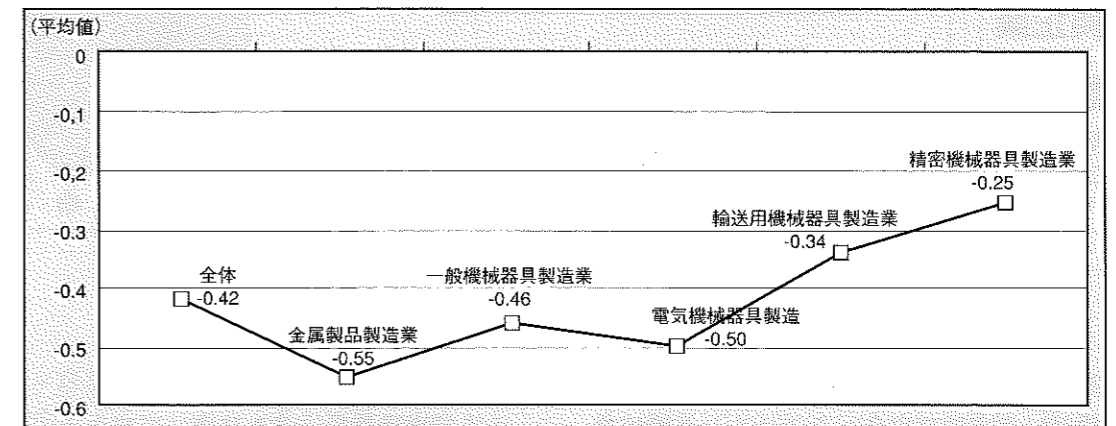 (平均値)
0
-0,1
-0,2
-0.3
-0.4
-0.5
-0.6
全体
-0.42
金属製品製造業
-0.55
一般機械器具製造業
-0.46
電気機械器具製造
-0.50
輸送用機械器具製造業
-0.34
精密機械器具製造業
-0.25